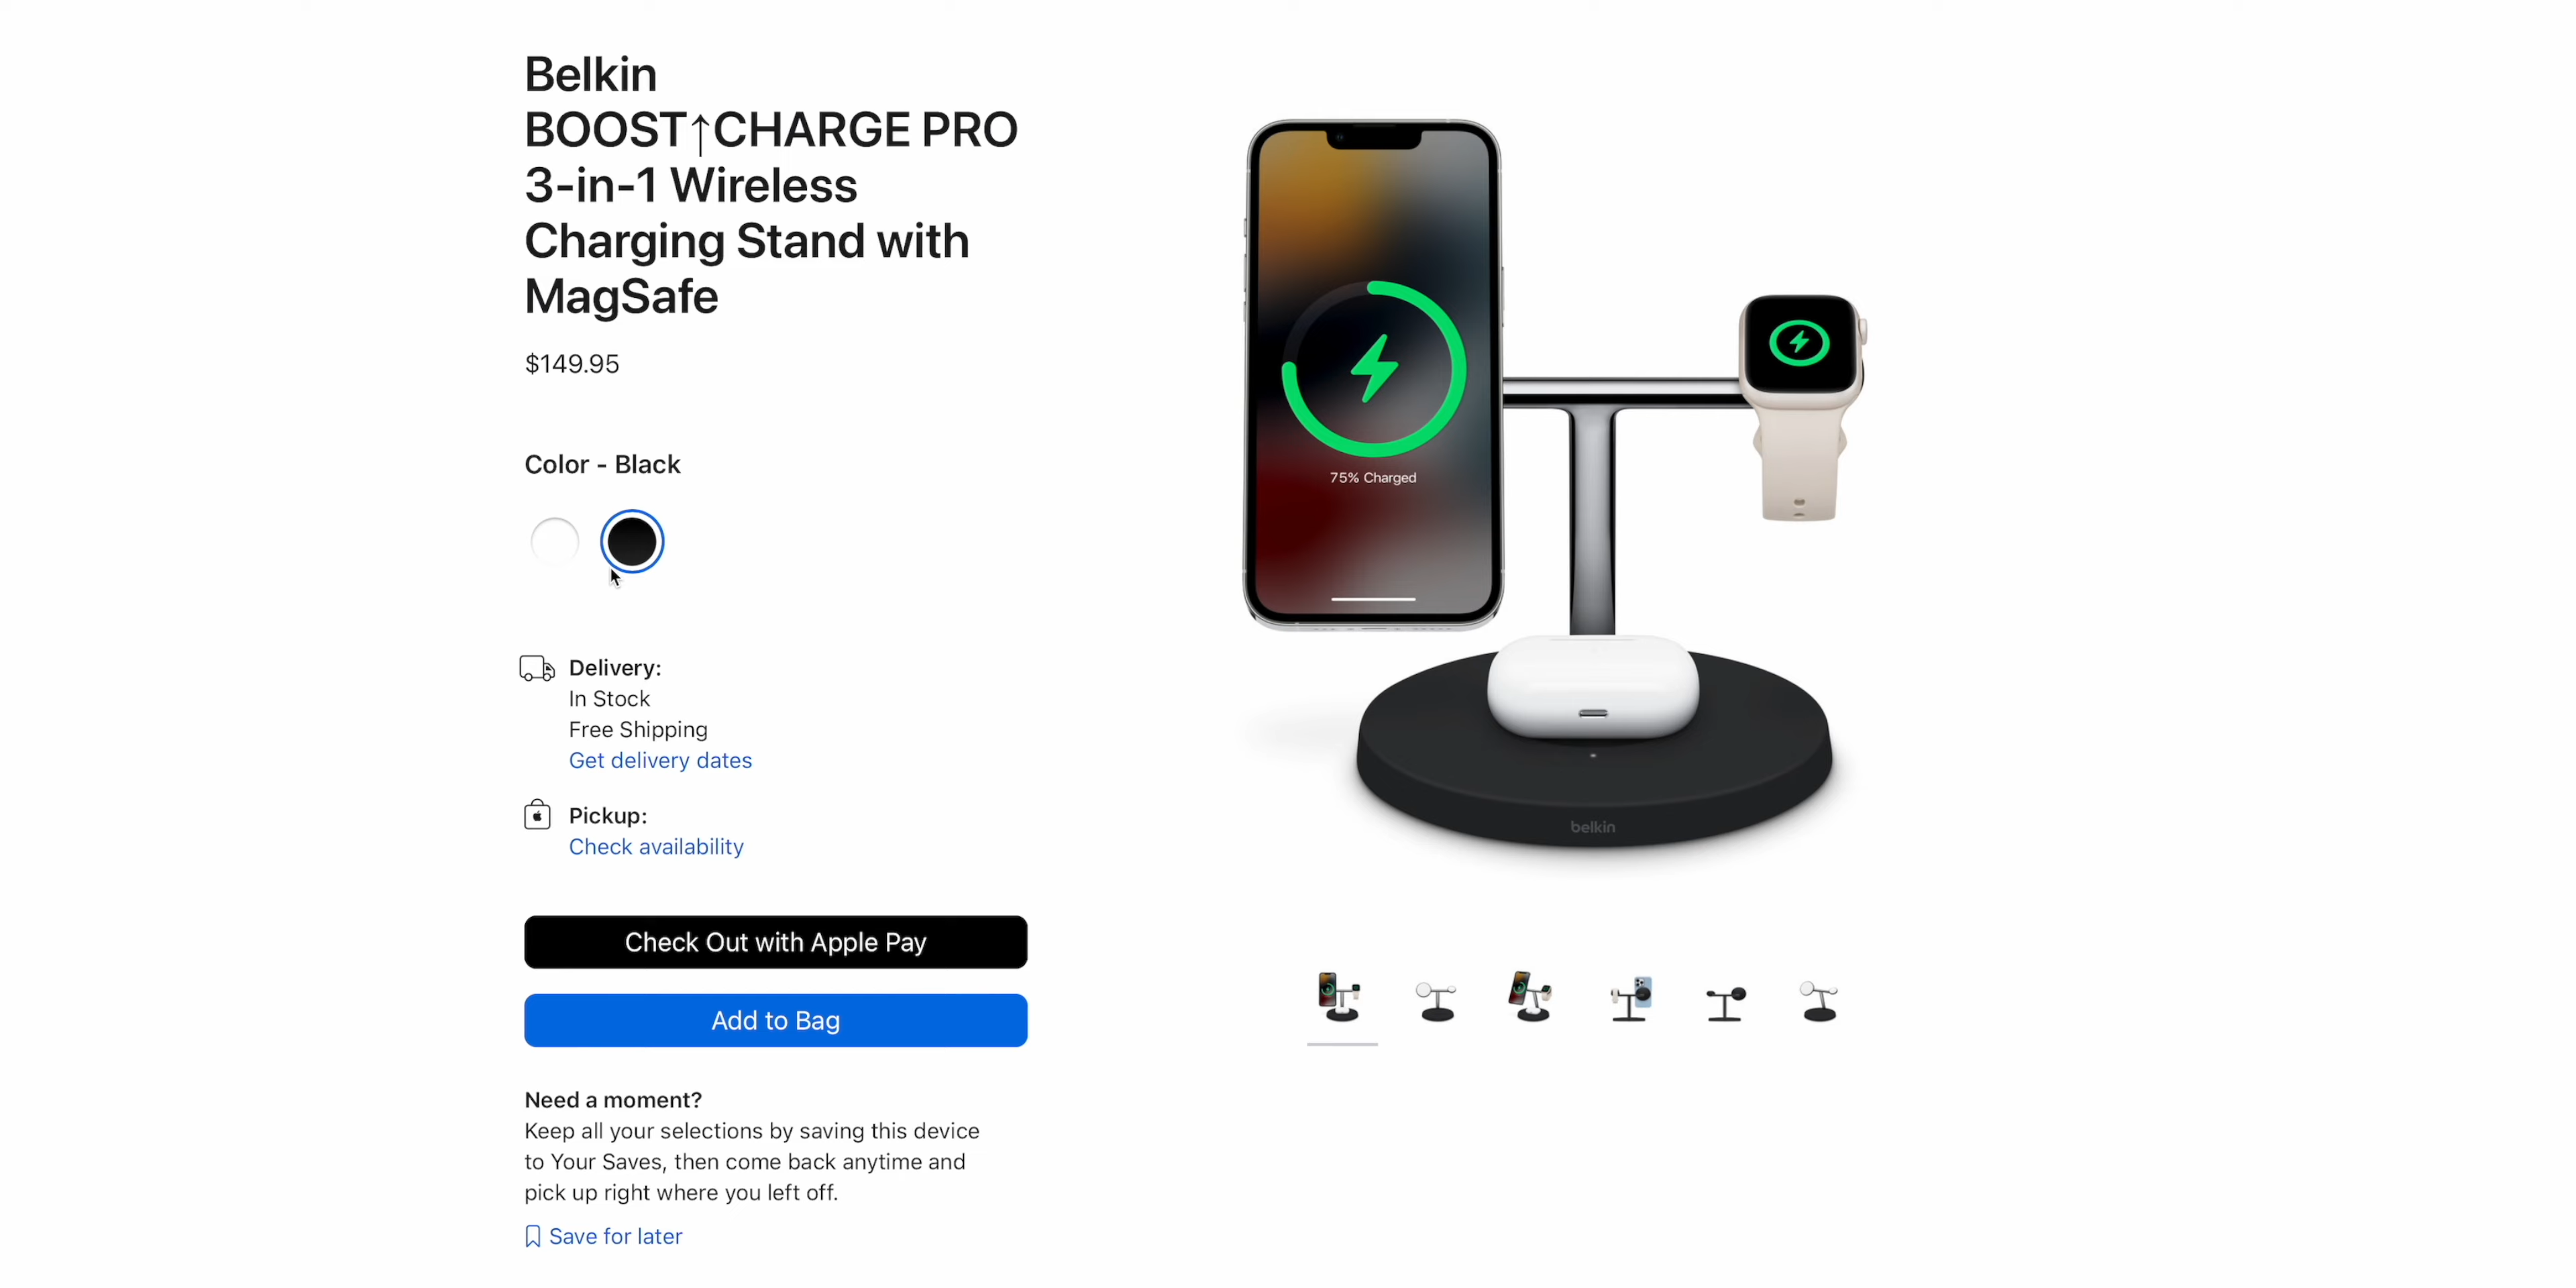 Belkin
BOOST↑CHARGE PRO
3-in-1 Wireless
Charging Stand with
MagSafe
$149.95
Color - Black
Delivery:
In Stock
Free Shipping
Get delivery dates
Pickup:
Check availability
Check Out with Apple Pay
Add to Bag
Need a moment?
Keep all your selections by saving this device
to Your Saves, then come back anytime and
pick up right where you left off.
Save for later
75% Charged
belkin